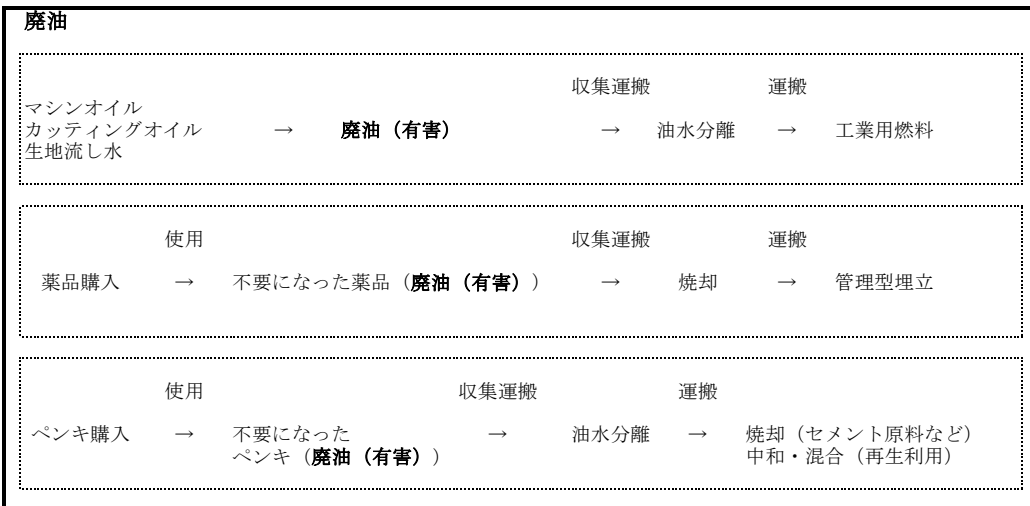 廃油
収集運搬 運搬
マシンオイル
カッティングオイル → 廃油(有害) → 油水分離 → 工業用燃料
生地流し水
使用 収集運搬 運搬
薬品購入 → 不要になった薬品(廃油(有害)) → 焼却 → 管理型埋立
使用 収集運搬 運搬
ペンキ購入 → 不要になった → 油水分離 → 焼却(セメント原料など)
ペンキ(廃油(有害)) 中和・混合(再生利用)